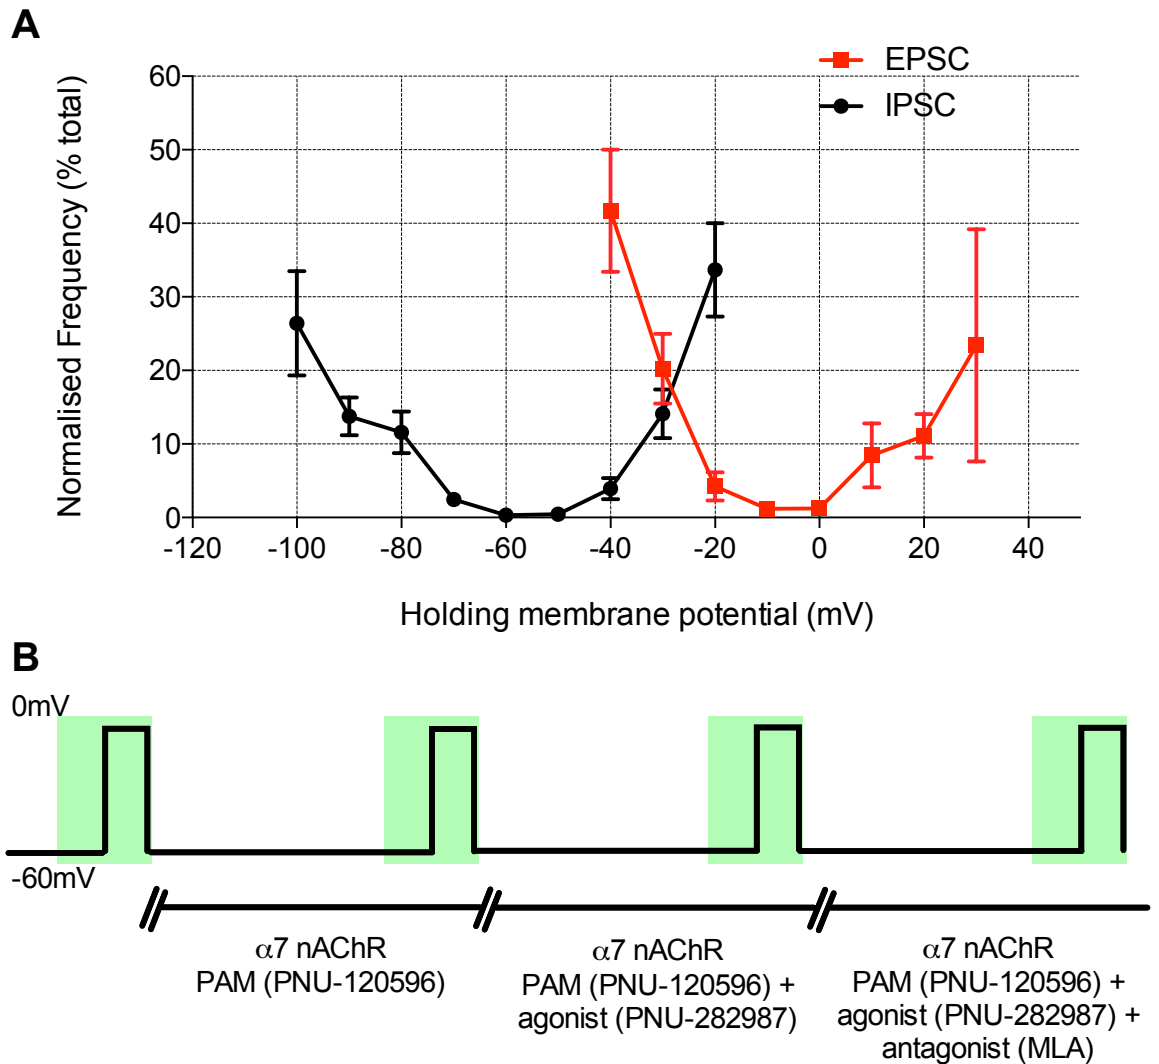 A
EPSC
IPSC
Normalised Frequency (% total)
60
50
40
30
20
10
0
-120 -100 -80 -60 -40 -20 0 20 40
Holding membrane potential (mV)
B
0mV
-60mV
α7 nAChR
PAM (PNU-120596)
α7 nAChR
PAM (PNU-120596) +
agonist (PNU-282987)
α7 nAChR
PAM (PNU-120596) +
agonist (PNU-282987) +
antagonist (MLA)